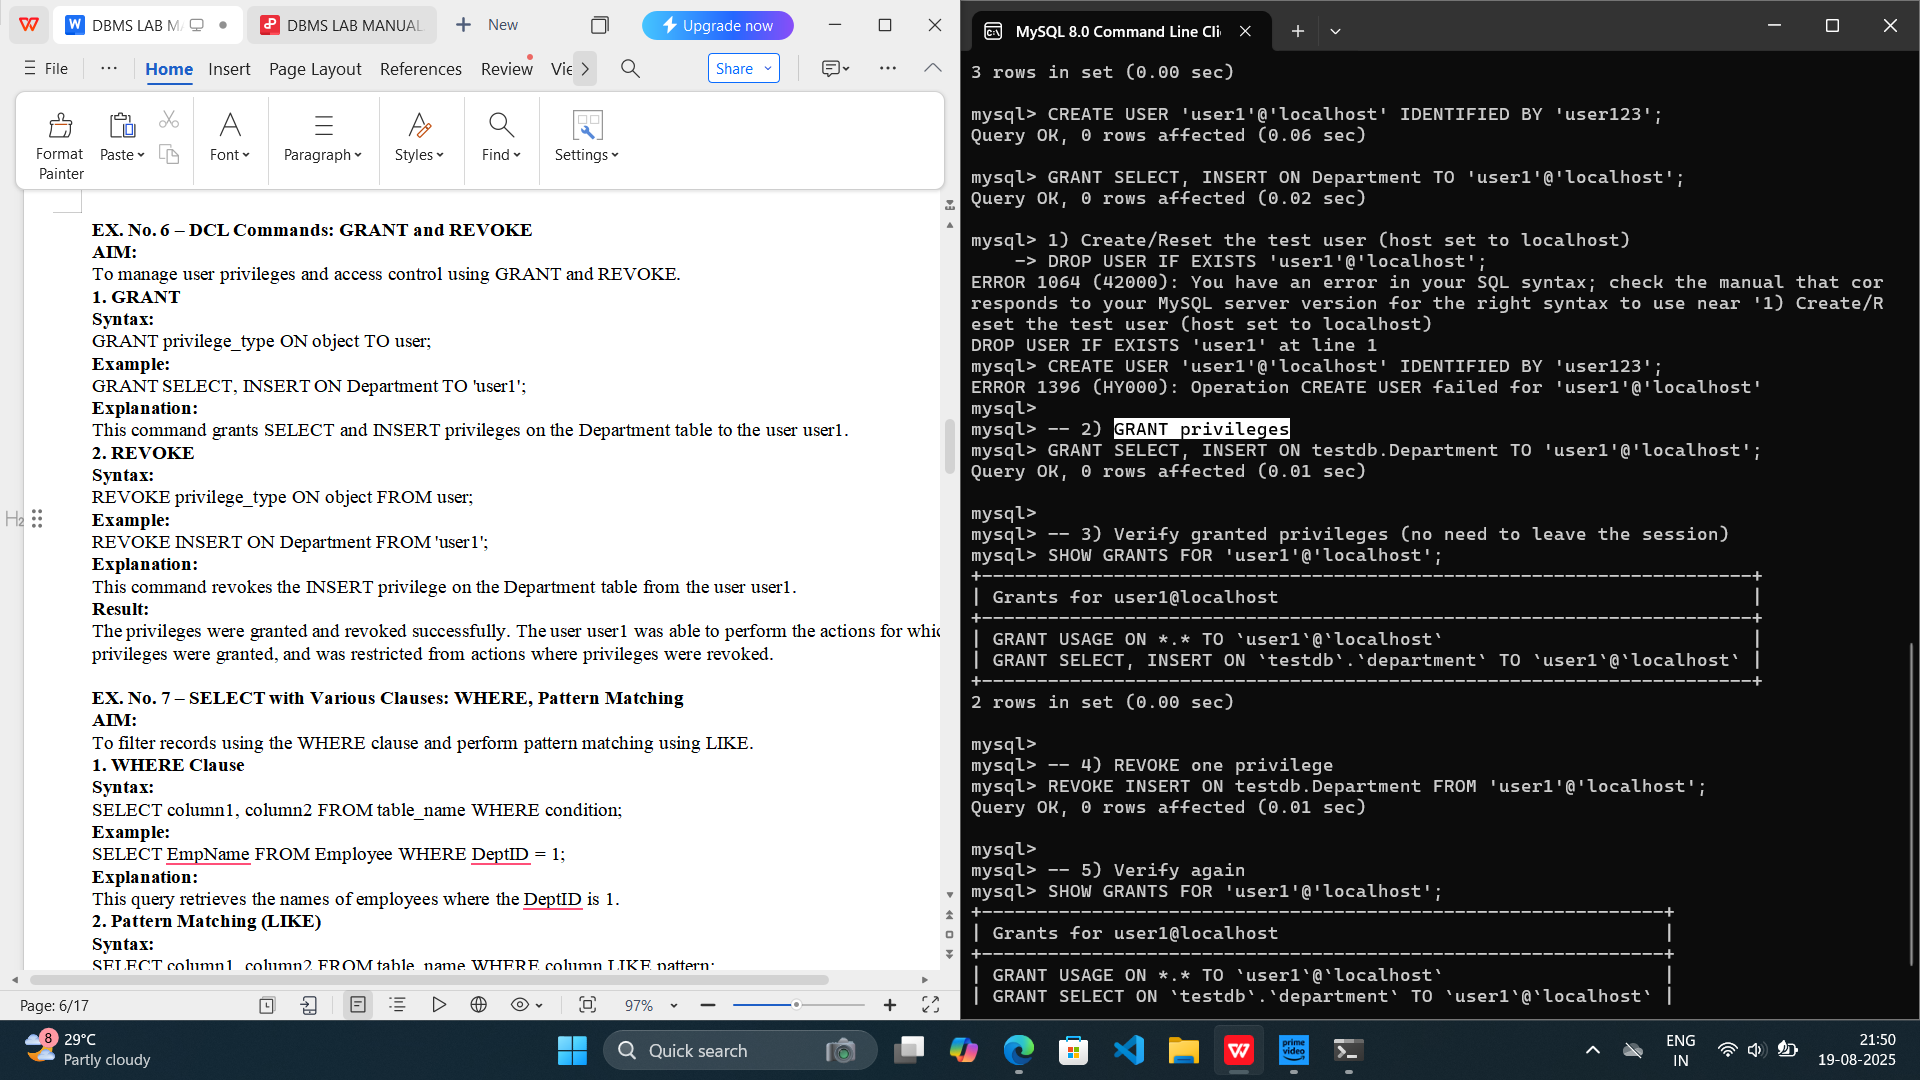 DBMS LAB MA
DBMS LAB MANUAL
New
Upgrade now
File
Home
Insert
Page Layout
References
Review
Share
Format
Painter
Paste
Font
Paragraph
Styles
Find
Settings
EX. No. 6 – DCL Commands: GRANT and REVOKE
AIM:
To manage user privileges and access control using GRANT and REVOKE.
1. GRANT
Syntax:
GRANT privilege_type ON object TO user;
Example:
GRANT SELECT, INSERT ON Department TO 'user1';
Explanation:
This command grants SELECT and INSERT privileges on the Department table to the user user1.
2. REVOKE
Syntax:
REVOKE privilege_type ON object FROM user;
Example:
REVOKE INSERT ON Department FROM 'user1';
Explanation:
This command revokes the INSERT privilege on the Department table from the user user1.
Result:
The privileges were granted and revoked successfully. The user user1 was able to perform the actions for whic
privileges were granted, and was restricted from actions where privileges were revoked.
EX. No. 7 – SELECT with Various Clauses: WHERE, Pattern Matching
AIM:
To filter records using the WHERE clause and perform pattern matching using LIKE.
1. WHERE Clause
Syntax:
SELECT column1, column2 FROM table_name WHERE condition;
Example:
SELECT EmpName FROM Employee WHERE DeptID = 1;
Explanation:
This query retrieves the names of employees where the DeptID is 1.
2. Pattern Matching (LIKE)
Syntax:
SELECT column1, column2 FROM table_name WHERE column LIKE pattern;
H2
Page: 6/17
97%
MySQL 8.0 Command Line Cli
3 rows in set (0.00 sec)
mysql> CREATE USER 'user1'@'localhost' IDENTIFIED BY 'user123';
Query OK, 0 rows affected (0.06 sec)
mysql> GRANT SELECT, INSERT ON Department TO 'user1'@'localhost';
Query OK, 0 rows affected (0.02 sec)
mysql> 1) Create/Reset the test user (host set to localhost)
-> DROP USER IF EXISTS 'user1'@'localhost';
ERROR 1064 (42000): You have an error in your SQL syntax; check the manual that cor
responds to your MySQL server version for the right syntax to use near '1) Create/R
eset the test user (host set to localhost)
DROP USER IF EXISTS 'user1' at line 1
mysql> CREATE USER 'user1'@'localhost' IDENTIFIED BY 'user123';
ERROR 1396 (HY000): Operation CREATE USER failed for 'user1'@'localhost'
mysql>
mysql> -- 2) GRANT privileges
mysql> GRANT SELECT, INSERT ON testdb.Department TO 'user1'@'localhost';
Query OK, 0 rows affected (0.01 sec)
mysql>
mysql> -- 3) Verify granted privileges (no need to leave the session)
mysql> SHOW GRANTS FOR 'user1'@'localhost';
+----------------------------------------------------------------------+
| Grants for user1@localhost |
+----------------------------------------------------------------------+
| GRANT USAGE ON *.* TO `user1`@`localhost` |
| GRANT SELECT, INSERT ON `testdb`.`department` TO `user1`@`localhost` |
+----------------------------------------------------------------------+
2 rows in set (0.00 sec)
mysql>
mysql> -- 4) REVOKE one privilege
mysql> REVOKE INSERT ON testdb.Department FROM 'user1'@'localhost';
Query OK, 0 rows affected (0.01 sec)
mysql>
mysql> -- 5) Verify again
mysql> SHOW GRANTS FOR 'user1'@'localhost';
+--------------------------------------------------------------+
| Grants for user1@localhost |
+--------------------------------------------------------------+
| GRANT USAGE ON *.* TO `user1`@`localhost` |
| GRANT SELECT ON `testdb`.`department` TO `user1`@`localhost` |
8
29°C
Partly cloudy
Quick search
prime video
ENG
IN
21:50
19-08-2025